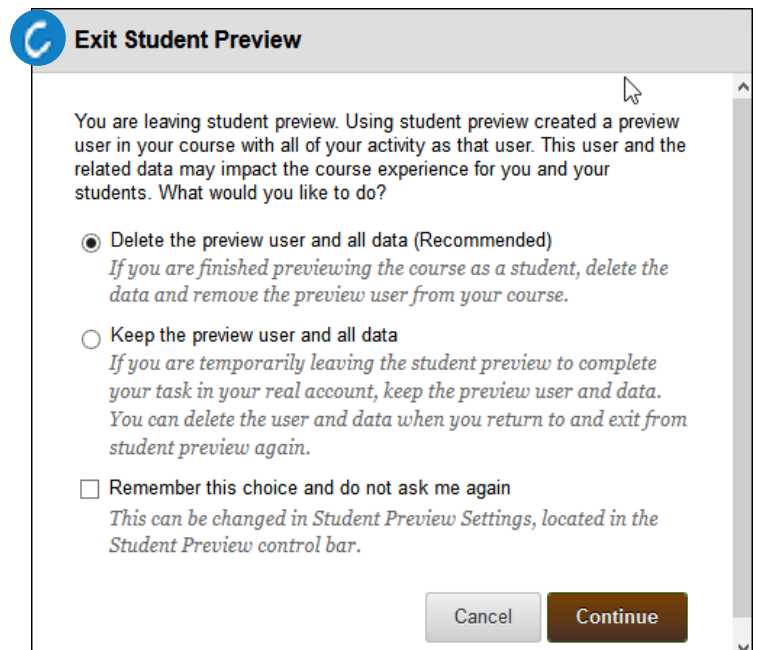 Exit Student Preview
You are leaving student preview. Using student preview created a preview
user in your course with all of your activity as that user. This user and the
related data may impact the course experience for you and your
students. What would you like to do?
Delete the preview user and all data (Recommended)
If you are finished previewing the course as a student, delete the
data and remove the preview user from your course.
Keep the preview user and all data
If you are temporarily leaving the student preview to complete
your task in your real account, keep the preview user and data.
You can delete the user and data when you return to and exit from
student preview again.
Remember this choice and do not ask me again
This can be changed in Student Preview Settings, located in the
Student Preview control bar.
Cancel Continue